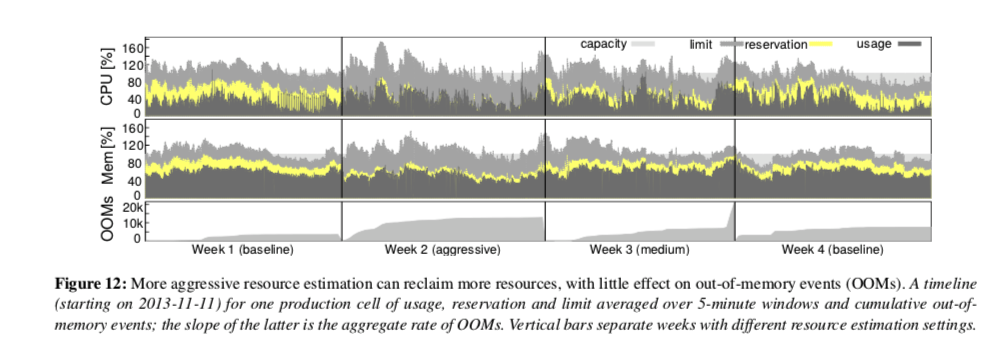 capacity limit reservation usage
CPU [%]
160
120
80
40
0
Mem [%]
160
120
80
40
0
OOMs
20k
10k
0
Week 1 (baseline) Week 2 (aggressive) Week 3 (medium) Week 4 (baseline)
Figure 12: More aggressive resource estimation can reclaim more resources, with little effect on out-of-memory events (OOMs). A timeline
(starting on 2013-11-11) for one production cell of usage, reservation and limit averaged over 5-minute windows and cumulative out-of-
memory events; the slope of the latter is the aggregate rate of OOMs. Vertical bars separate weeks with different resource estimation settings.